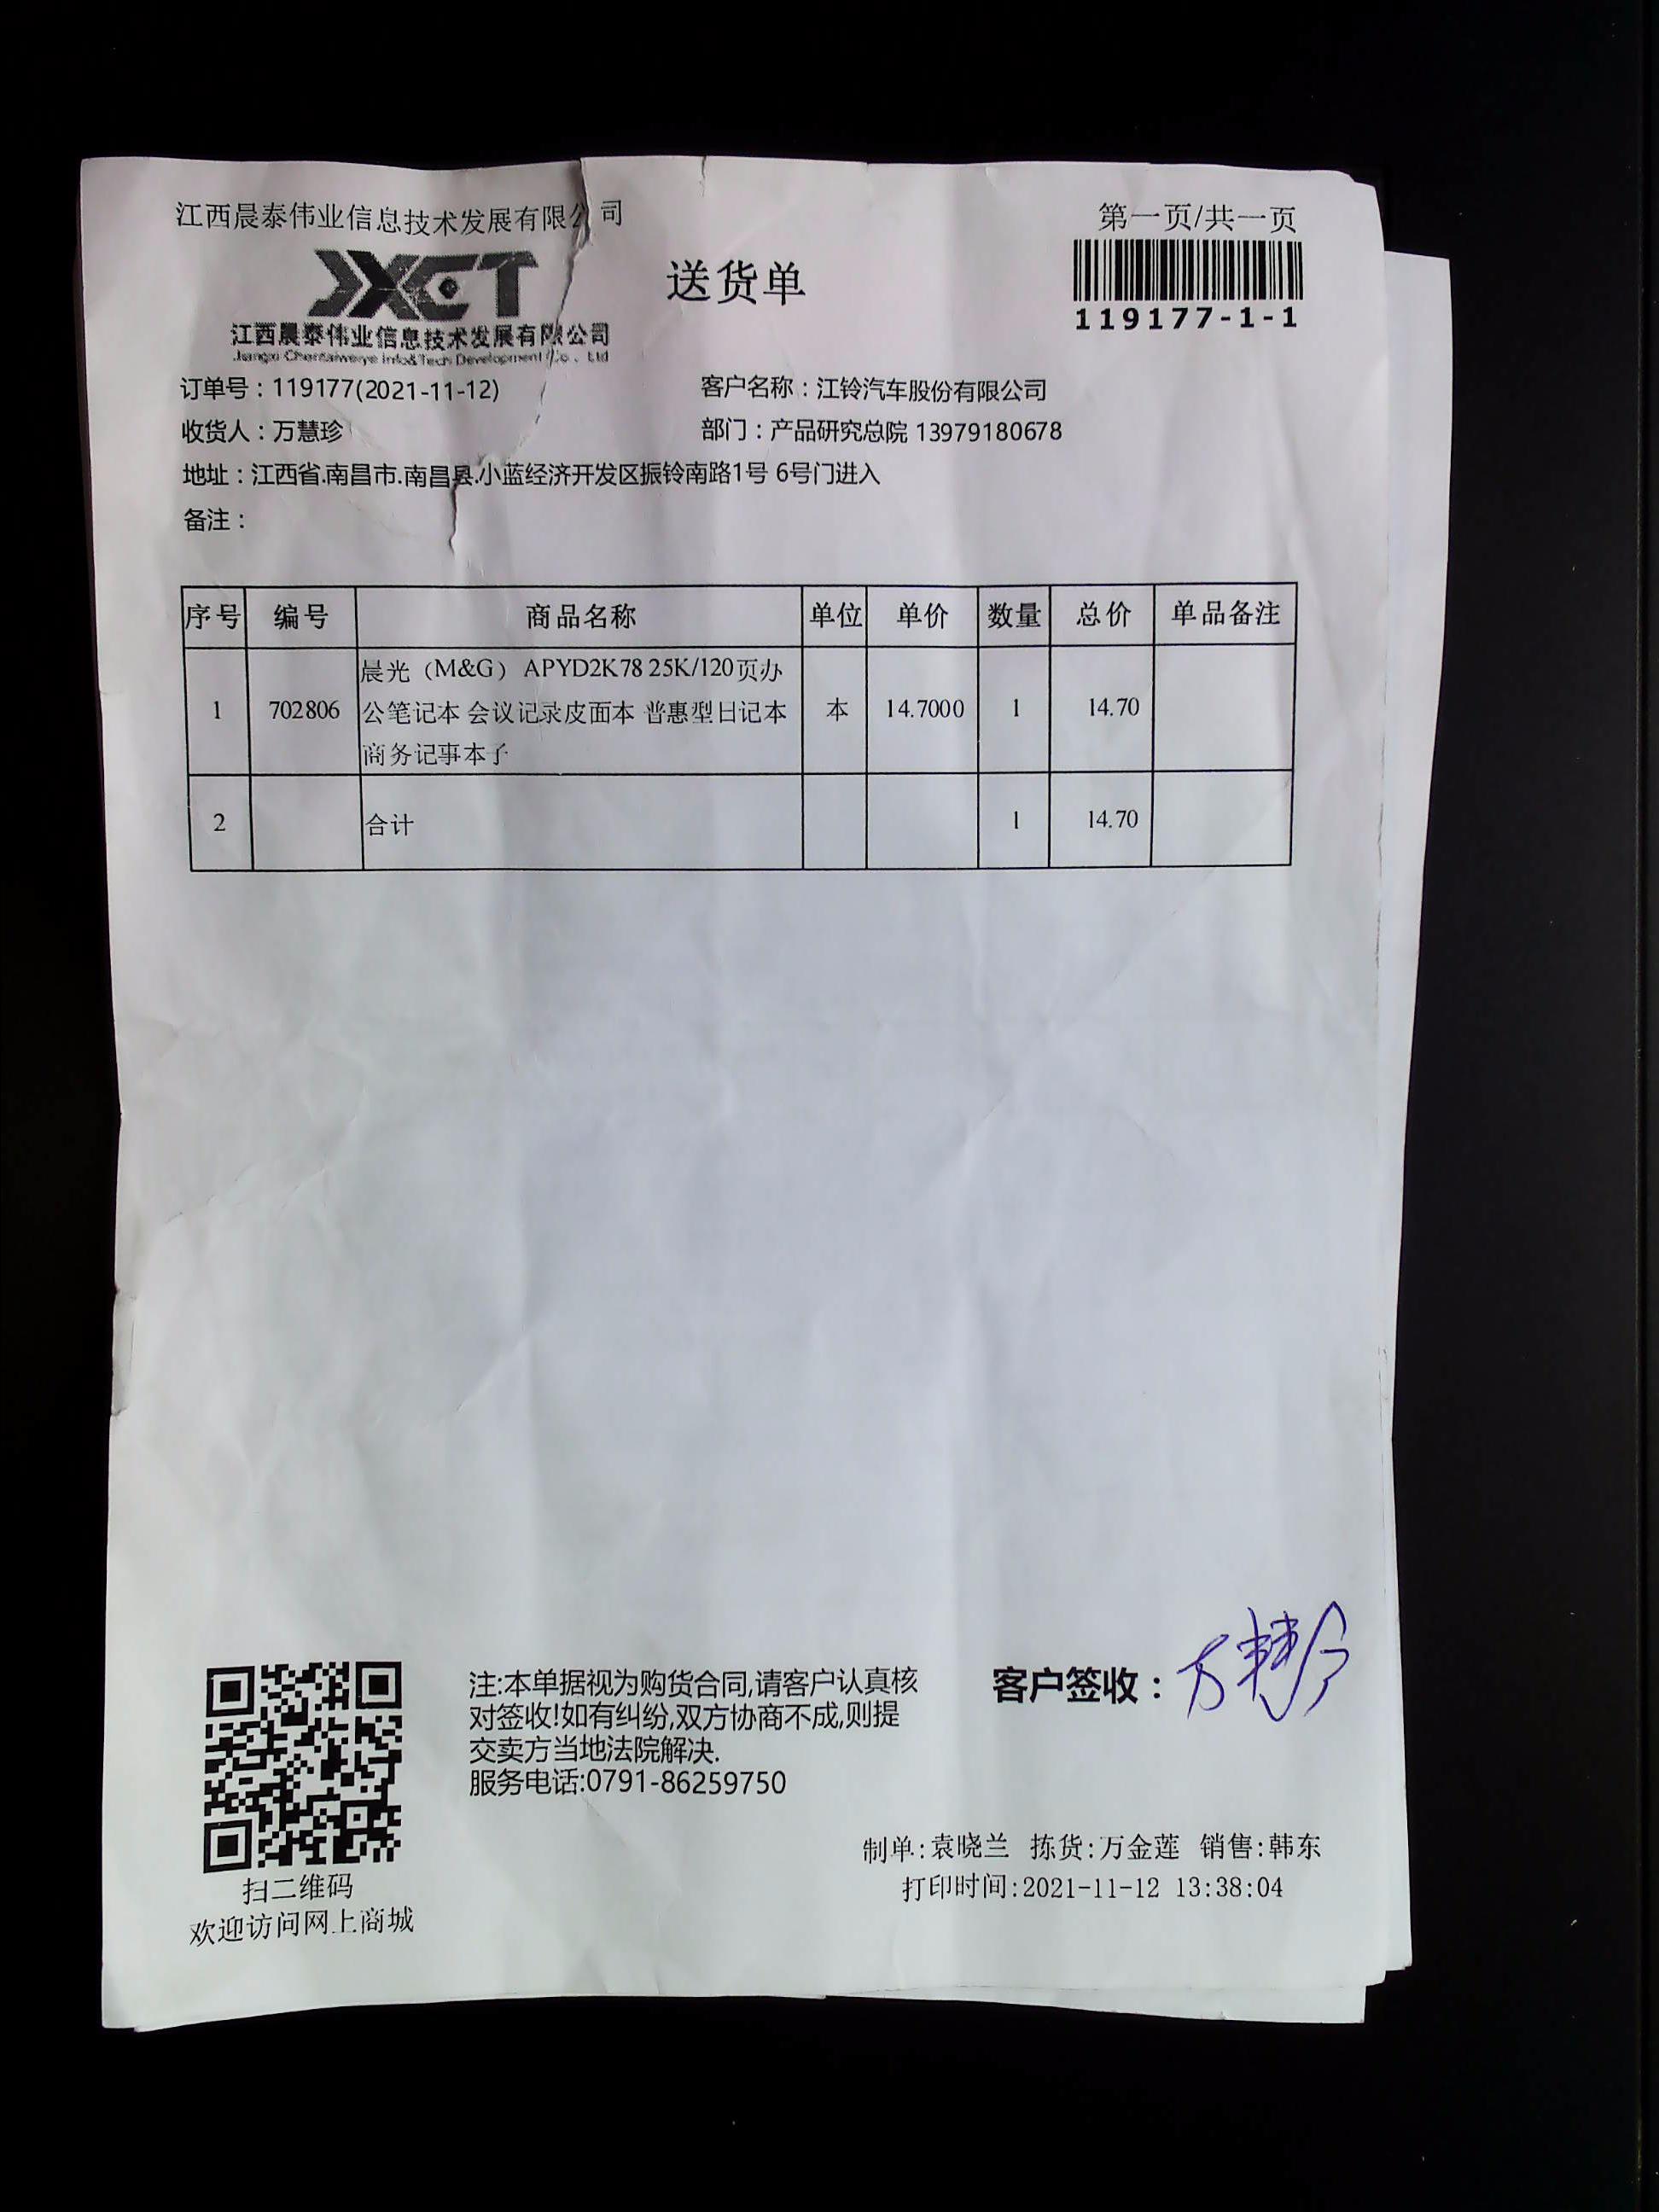 江西晨泰伟业信息技术发展有限公司
第一页/共一页
JXCT
送货单
119177-1-1
江西晨泰伟业信息技术发展有限公司
Jiangxi Chentaiweiye Info&Tech Development Co., Ltd
订单号：119177(2021-11-12)
客户名称：江铃汽车股份有限公司
收货人：万慧珍
部门：产品研究总院 13979180678
地址：江西省.南昌市.南昌县.小蓝经济开发区振铃南路1号 6号门进入
备注：
序号 编号 商品名称 单位 单价 数量 总价 单品备注
晨光（M&G） APYD2K78 25K/120页办
1 702806 公笔记本 会议记录皮面本 普惠型日记本 本 14.7000 1 14.70
商务记事本子
2 合计 1 14.70
注:本单据视为购货合同,请客户认真核
对签收!如有纠纷,双方协商不成,则提
交卖方当地法院解决.
服务电话:0791-86259750
客户签收：万慧珍
制单:袁晓兰 拣货:万金莲 销售:韩东
打印时间:2021-11-12 13:38:04
扫二维码
欢迎访问网上商城